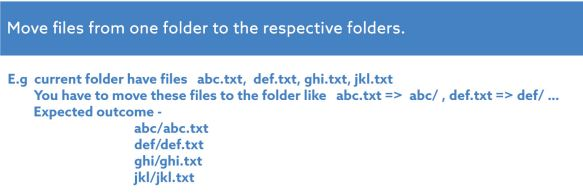 Move files from one folder to the respective folders.
E.g current folder have files abc.txt, def.txt, ghi.txt, jkl.txt
You have to move these files to the folder like abc.txt => abc/ , def.txt => def/ ...
Expected outcome -
abc/abc.txt
def/def.txt
ghi/ghi.txt
jkl/jkl.txt